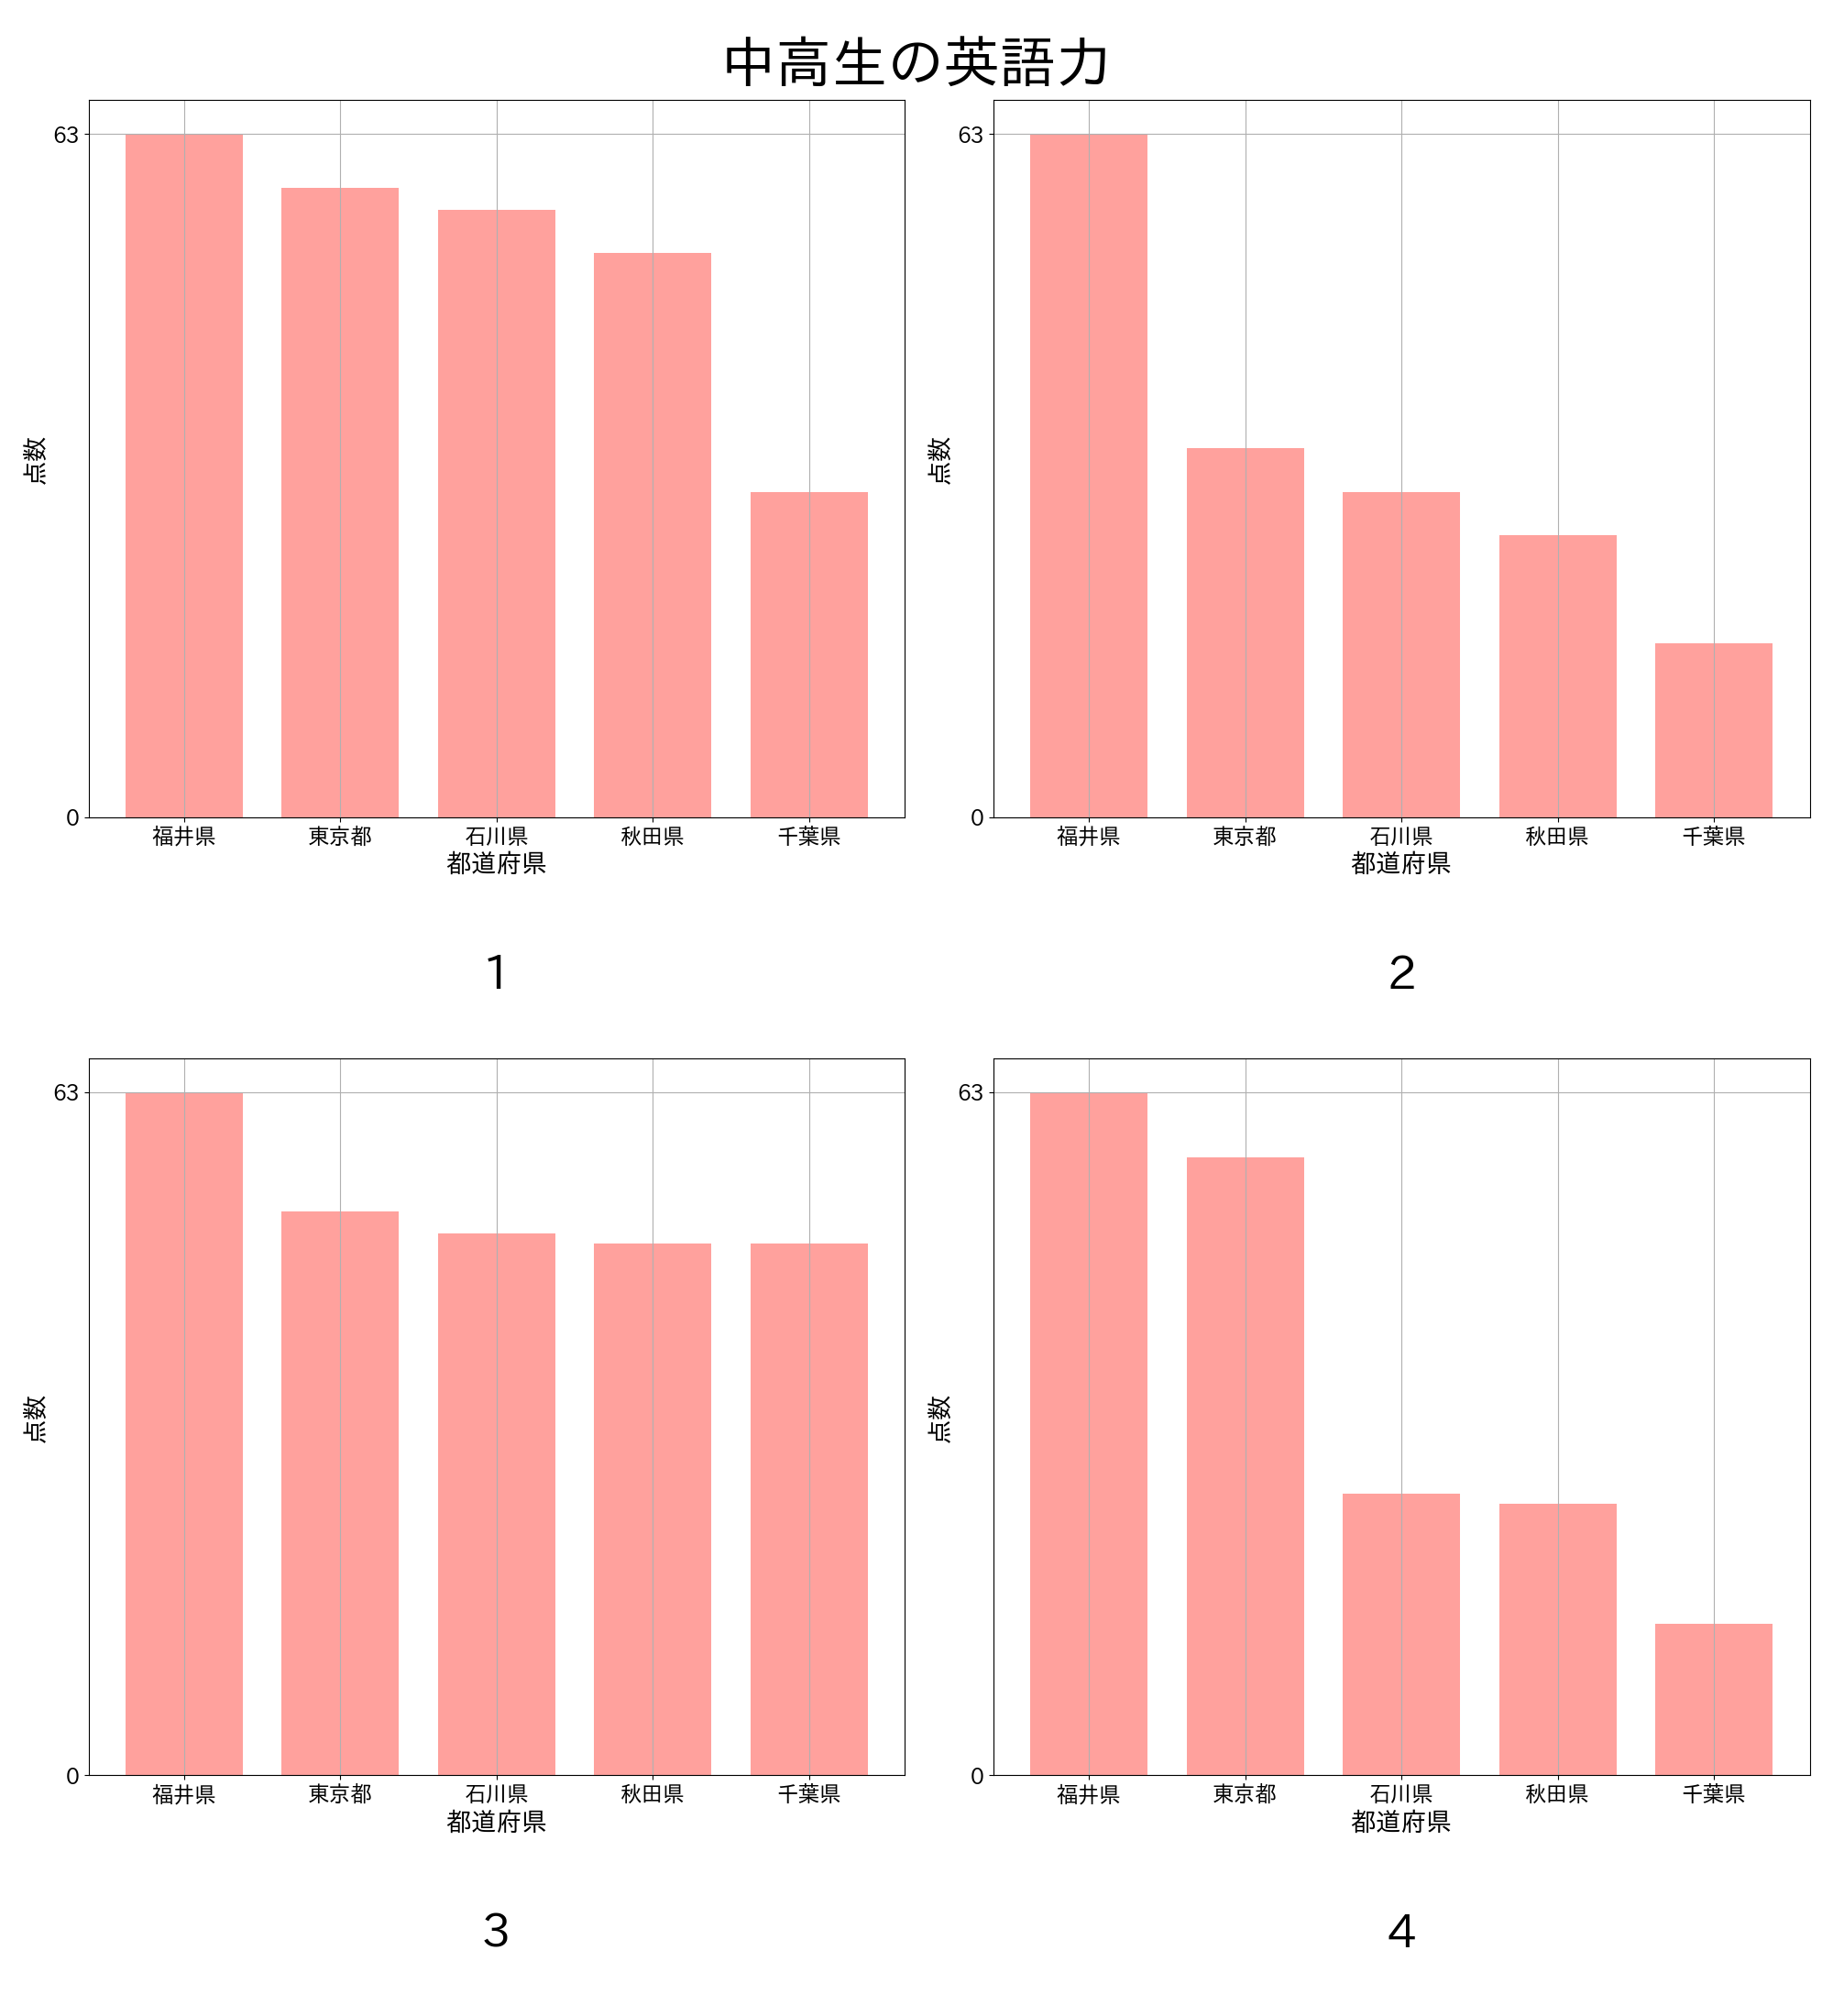 中高生の英語力
63
点数
0
福井県 東京都 石川県 秋田県 千葉県
都道府県
1
63
点数
0
福井県 東京都 石川県 秋田県 千葉県
都道府県
2
63
点数
0
福井県 東京都 石川県 秋田県 千葉県
都道府県
3
63
点数
0
福井県 東京都 石川県 秋田県 千葉県
都道府県
4